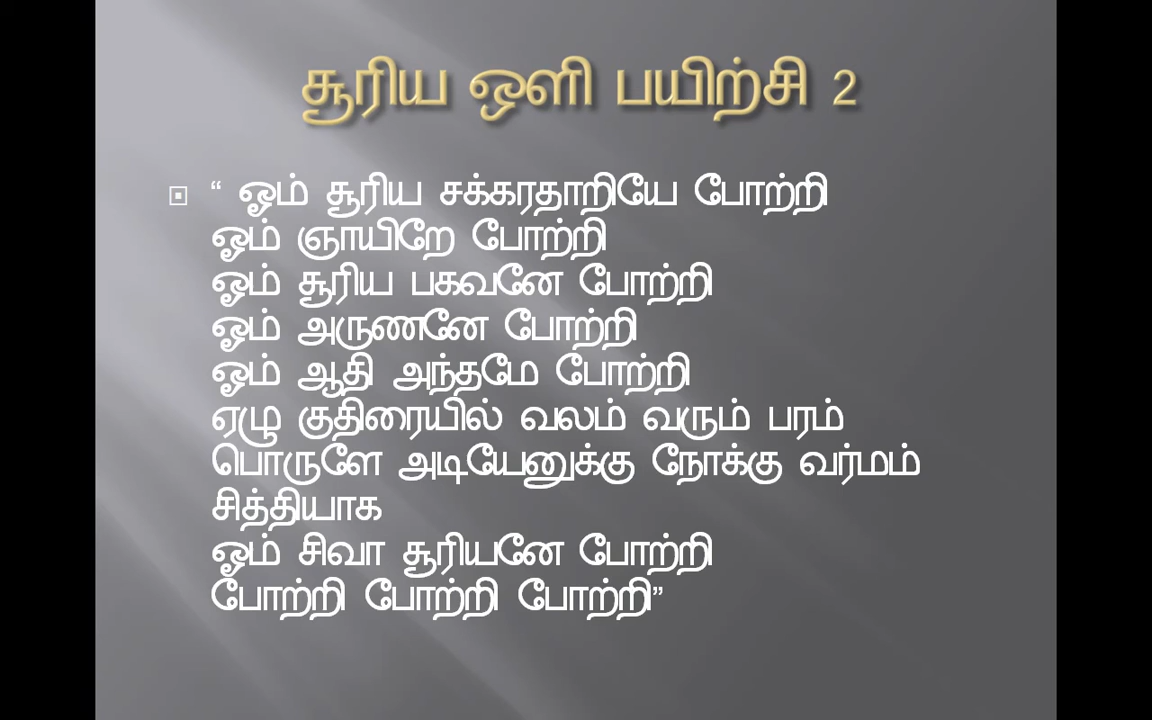 சூரிய ஒளி பயிற்சி 2
“ ஓம் சூரிய சக்கரதாறியே போற்றி
ஓம் ஞாயிறே போற்றி
ஓம் சூரிய பகவனே போற்றி
ஓம் அருணனே போற்றி
ஓம் ஆதி அந்தமே போற்றி
ஏழு குதிரையில் வலம் வரும் பரம்
பொருளே அடியேனுக்கு நோக்கு வர்மம்
சித்தியாக
ஓம் சிவா சூரியனே போற்றி
போற்றி போற்றி போற்றி”